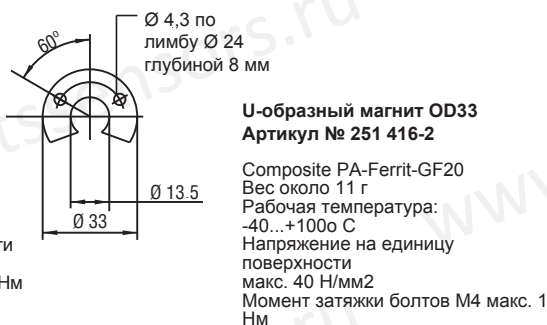 60°
Ø 4,3 по
лимбу Ø 24
глубиной 8 мм
Ø 13.5
Ø 33
ти
Нм
U-образный магнит OD33
Артикул № 251 416-2
Composite PA-Ferrit-GF20
Вес около 11 г
Рабочая температура:
-40...+100о С
Напряжение на единицу
поверхности
макс. 40 Н/мм2
Момент затяжки болтов М4 макс. 1
Нм